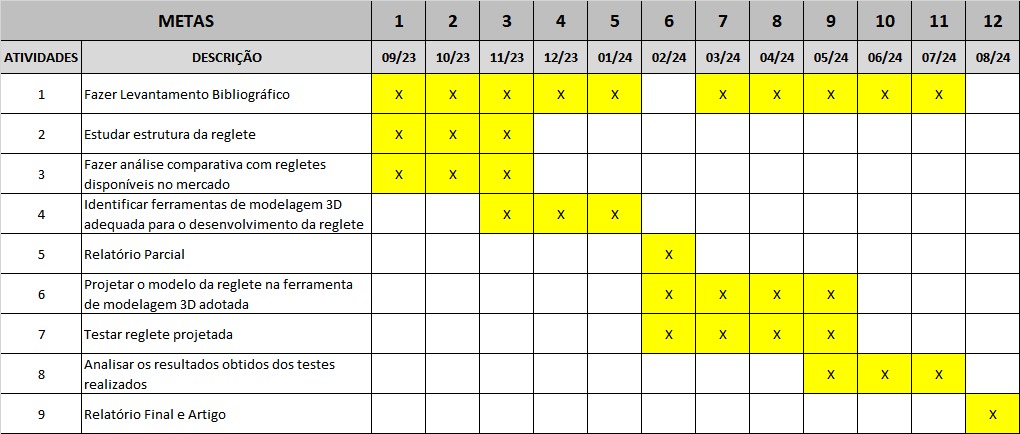 METAS 1 2 3 4 5 6 7 8 9 10 11 12
ATIVIDADES DESCRIÇÃO 09/23 10/23 11/23 12/23 01/24 02/24 03/24 04/24 05/24 06/24 07/24 08/24
1 Fazer Levantamento Bibliográfico X X X X X X X X X X
2 Estudar estrutura da reglete X X X
3 Fazer análise comparativa com regletes
disponíveis no mercado X X X
4 Identificar ferramentas de modelagem 3D
adequada para o desenvolvimento da reglete X X X
5 Relatório Parcial X
6 Projetar o modelo da reglete na ferramenta
de modelagem 3D adotada X X X X
7 Testar reglete projetada X X X X
8 Analisar os resultados obtidos dos testes
realizados X X X
9 Relatório Final e Artigo X